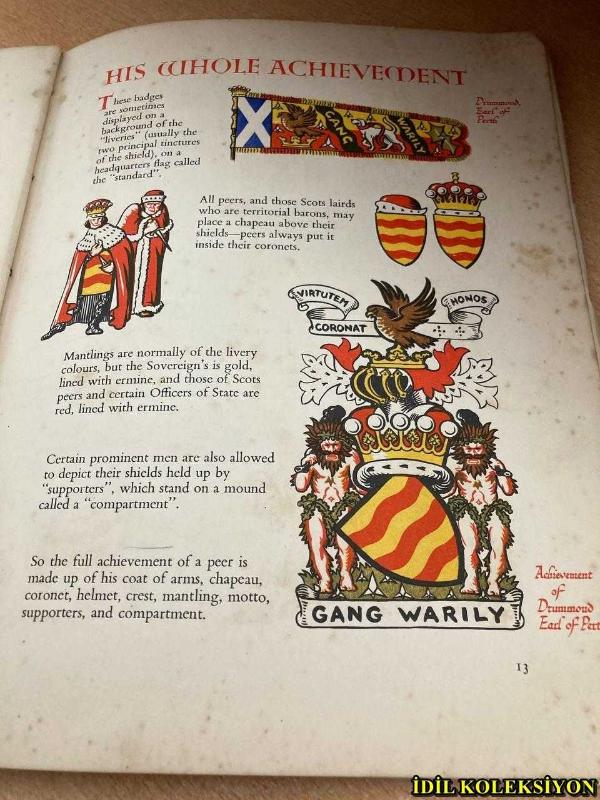 HIS WHOLE ACHIEVEMENT
These badges
are sometimes
displayed on a
background of the
"liveries" (usually the
two principal tinctures
of the shield), on a
headquarters flag called
the "standard".
GANG
WARILY
Drummond,
Earl of
Perth
All peers, and those Scots lairds
who are territorial barons, may
place a chapeau above their
shields—peers always put it
inside their coronets.
VIRTUTEM
CORONAT
HONOS
Mantlings are normally of the livery
colours, but the Sovereign's is gold,
lined with ermine, and those of Scots
peers and certain Officers of State are
red, lined with ermine.
Certain prominent men are also allowed
to depict their shields held up by
"supporters", which stand on a mound
called a "compartment".
So the full achievement of a peer is
made up of his coat of arms, chapeau,
coronet, helmet, crest, mantling, motto,
supporters, and compartment.
GANG WARILY
Achievement
of
Drummond
Earl of Pert
13
İDİL KOLEKSİYON